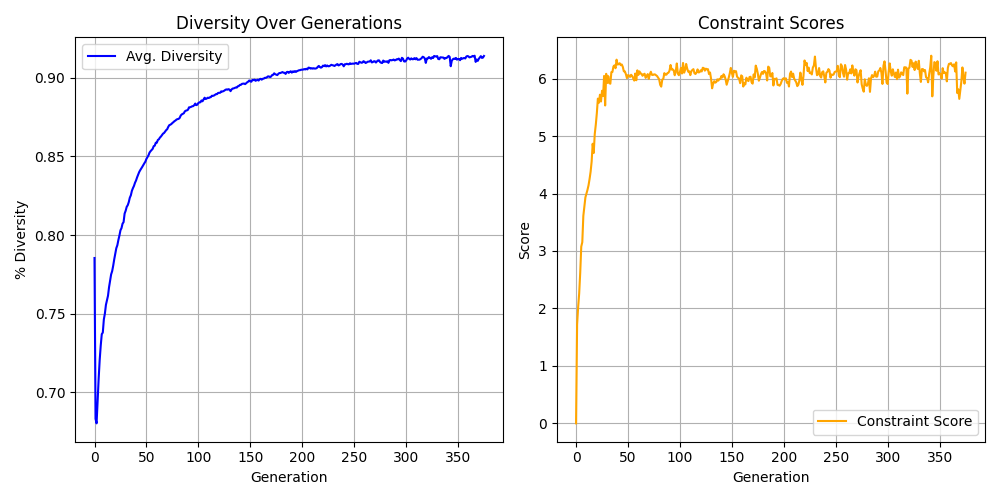 Diversity Over Generations
Avg. Diversity
% Diversity
0.90
0.85
0.80
0.75
0.70
0 50 100 150 200 250 300 350
Generation
Constraint Scores
Score
6
5
4
3
2
1
0
Constraint Score
0 50 100 150 200 250 300 350
Generation